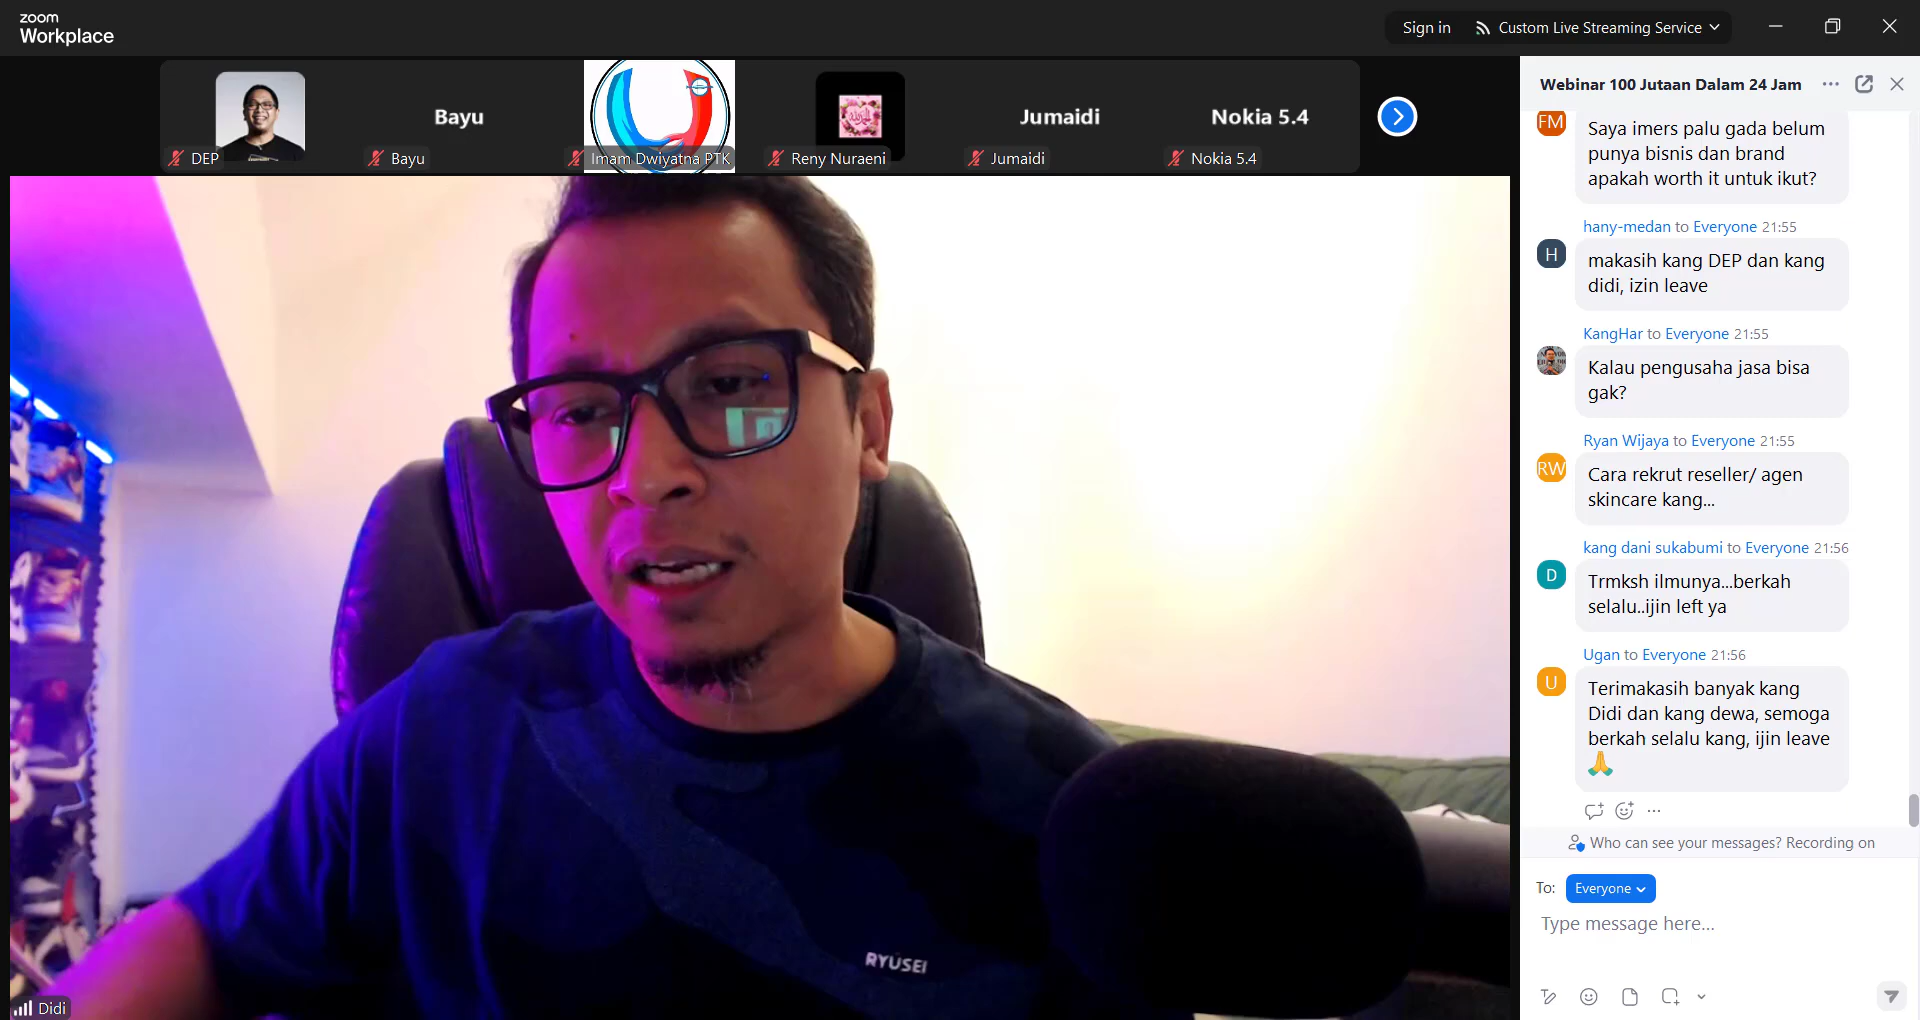 zoom
Workplace
Sign in
Custom Live Streaming Service
Bayu
Jumaidi
Nokia 5.4
DEP
Bayu
Imam Dwiyatna PTK
Reny Nuraeni
Jumaidi
Nokia 5.4
RYUSEI
Didi
Webinar 100 Jutaan Dalam 24 Jam
FM
Saya imers palu gada belum
punya bisnis dan brand
apakah worth it untuk ikut?
hany-medan to Everyone 21:55
H
makasih kang DEP dan kang
didi, izin leave
KangHar to Everyone 21:55
Kalau pengusaha jasa bisa
gak?
Ryan Wijaya to Everyone 21:55
RW
Cara rekrut reseller/ agen
skincare kang...
kang dani sukabumi to Everyone 21:56
D
Trmksh ilmunya...berkah
selalu..ijin left ya
Ugan to Everyone 21:56
U
Terimakasih banyak kang
Didi dan kang dewa, semoga
berkah selalu kang, ijin leave
🙏
Who can see your messages? Recording on
To: Everyone
Type message here...